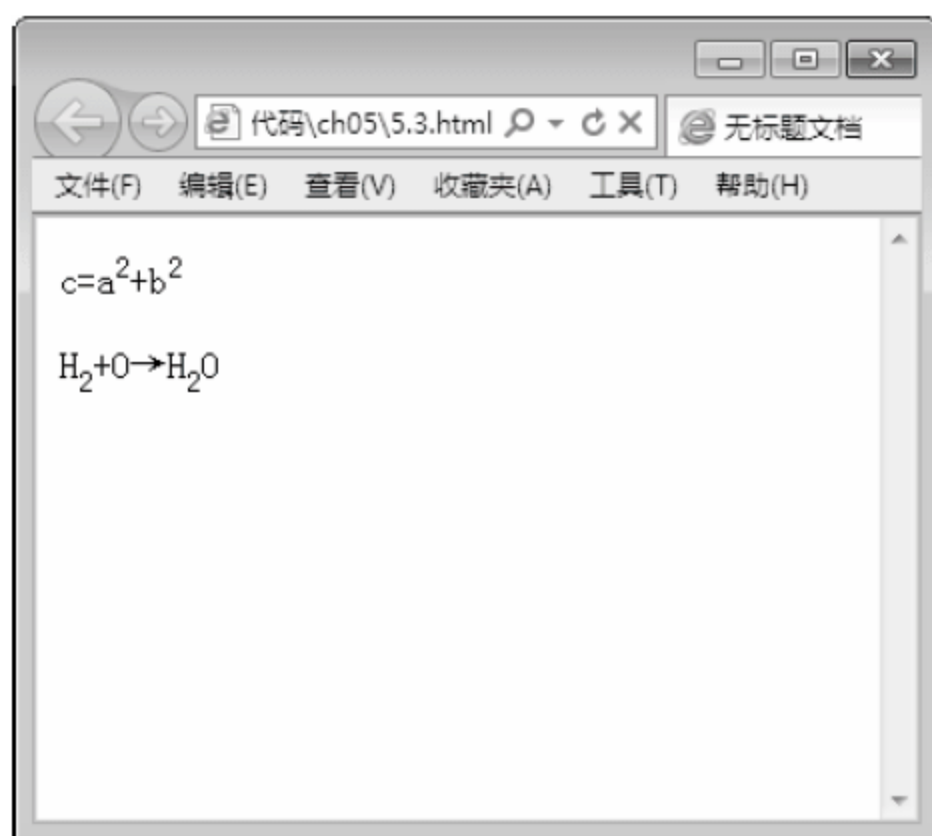 代码\ch05\5.3.html 无标题文档
文件(F) 编辑(E) 查看(V) 收藏夹(A) 工具(T) 帮助(H)
c=a²+b²
H₂+O→H₂O